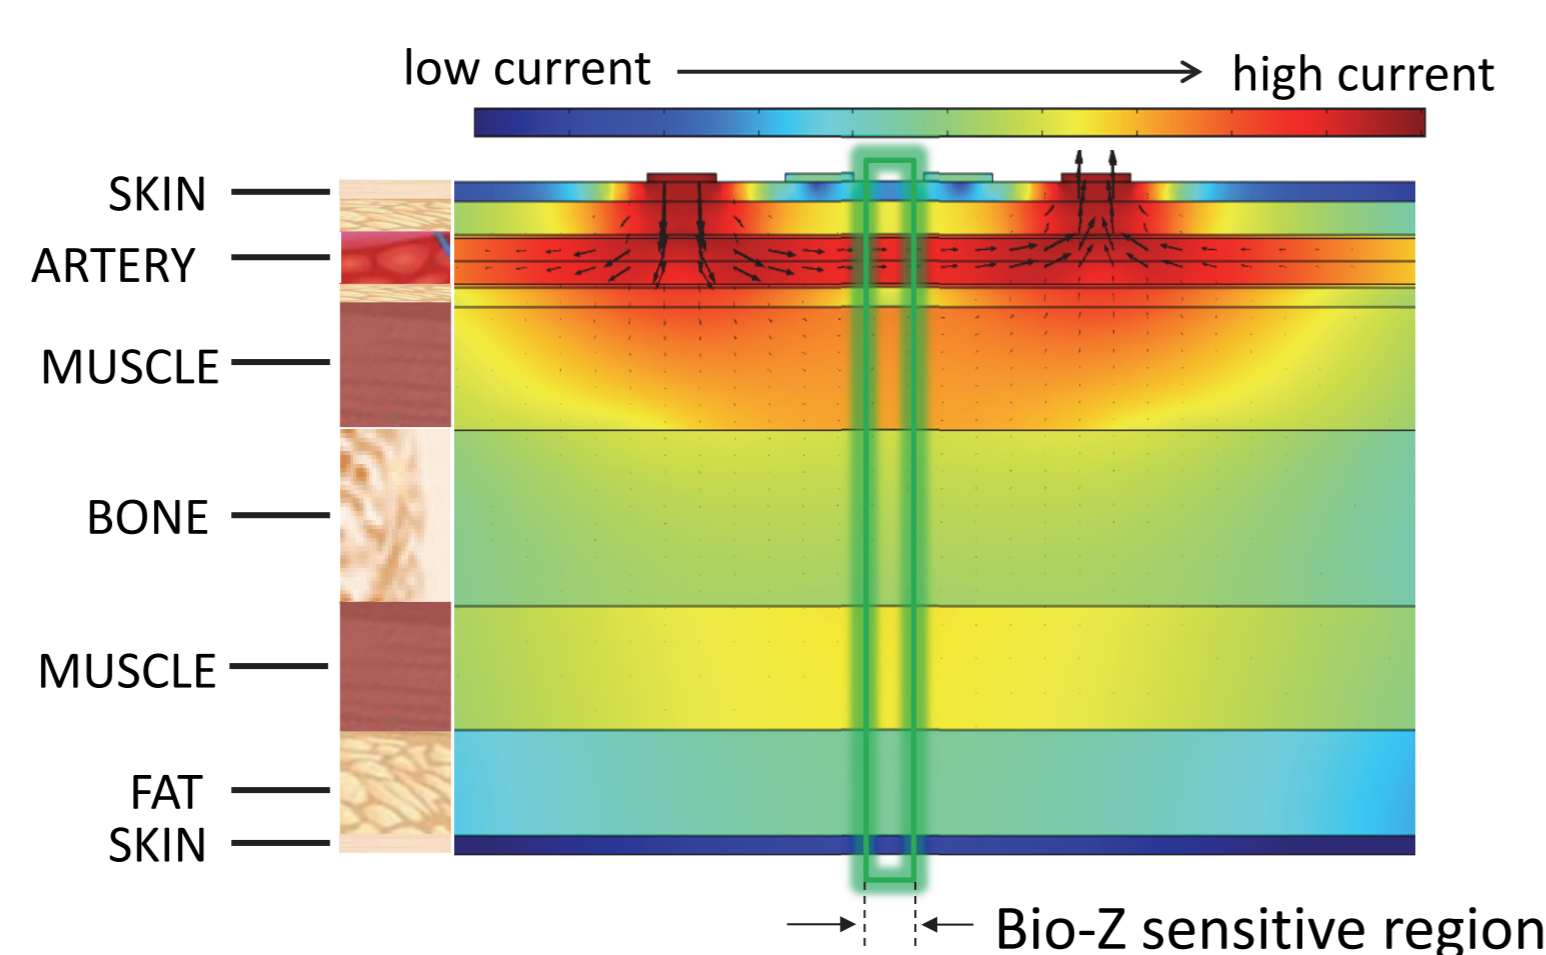 low current
high current
SKIN
ARTERY
MUSCLE
BONE
MUSCLE
FAT
SKIN
Bio-Z sensitive region